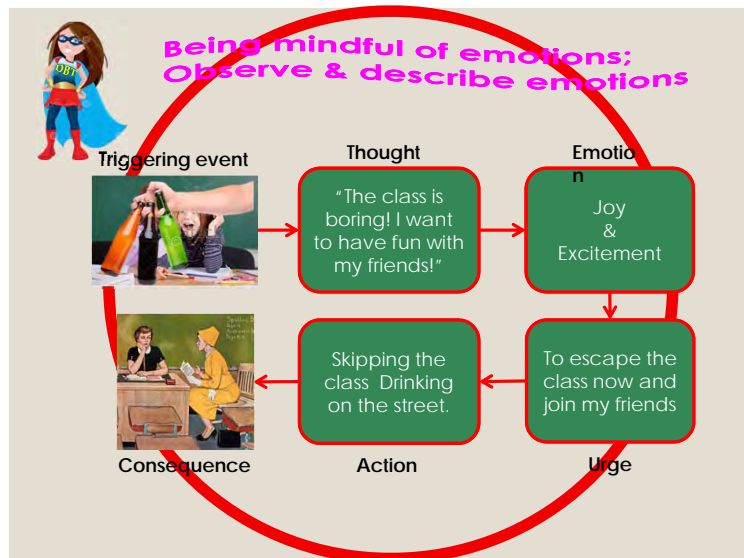 DBT
Being mindful of emotions;
Observe & describe emotions
Triggering event
Thought
"The class is
boring! I want
to have fun with
my friends!"
Emotio
n
Joy
&
Excitement
To escape the
class now and
join my friends
Urge
Skipping the
class Drinking
on the street.
Action
Consequence